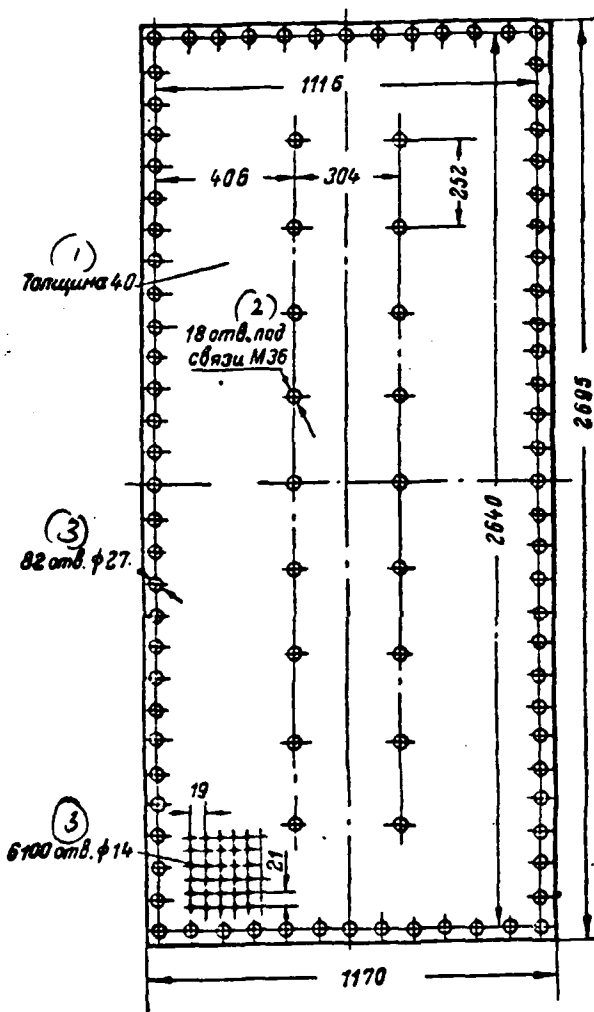 1116
406
304
252
(1)
Толщина 40
(2)
18 отв. под
связи М36
2695
2640
(3)
82 отв. ф27.
19
(3)
6100 отв. ф14
21
1170